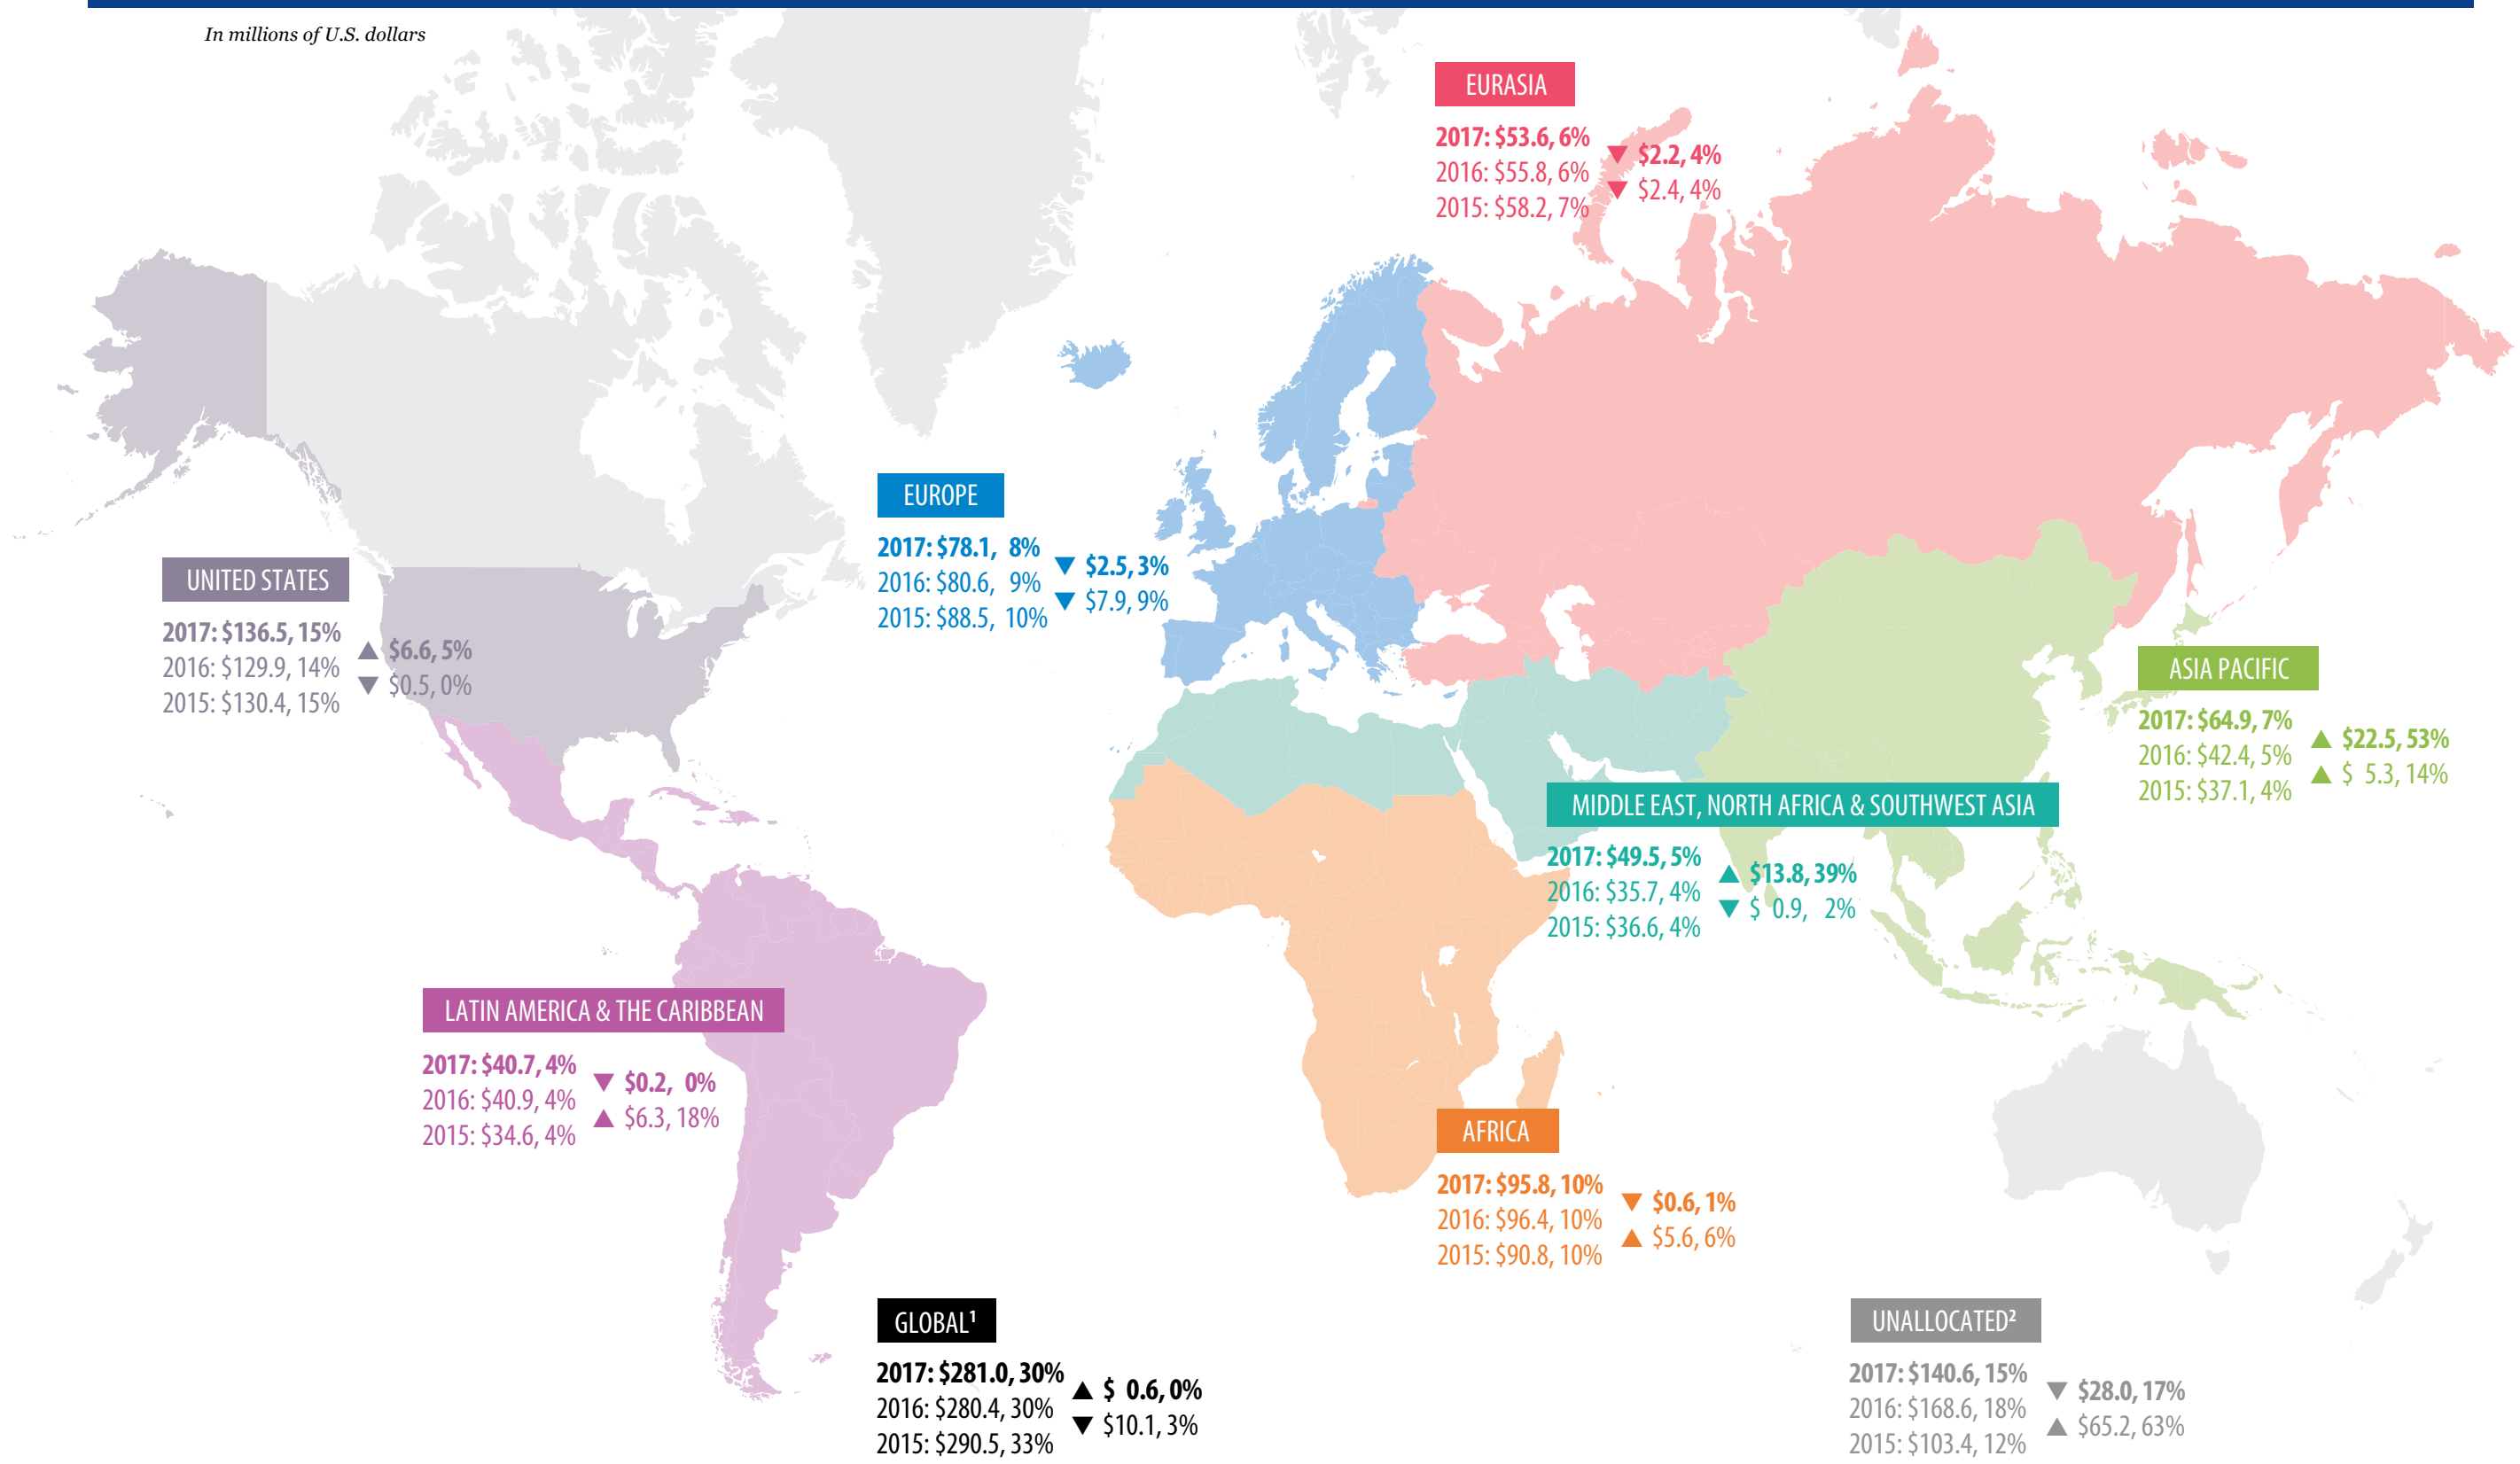 In millions of U.S. dollars
EURASIA
2017: $53.6, 6%
2016: $55.8, 6%
2015: $58.2, 7%
▼ $2.2, 4%
▼ $2.4, 4%
EUROPE
2017: $78.1, 8%
2016: $80.6, 9%
2015: $88.5, 10%
▼ $2.5, 3%
▼ $7.9, 9%
UNITED STATES
2017: $136.5, 15%
2016: $129.9, 14%
2015: $130.4, 15%
▲ $6.6, 5%
▼ $0.5, 0%
ASIA PACIFIC
2017: $64.9, 7%
2016: $42.4, 5%
2015: $37.1, 4%
▲ $22.5, 53%
▲ $ 5.3, 14%
MIDDLE EAST, NORTH AFRICA & SOUTHWEST ASIA
2017: $49.5, 5%
2016: $35.7, 4%
2015: $36.6, 4%
▲ $13.8, 39%
▼ $ 0.9, 2%
LATIN AMERICA & THE CARIBBEAN
2017: $40.7, 4%
2016: $40.9, 4%
2015: $34.6, 4%
▼ $0.2, 0%
▲ $6.3, 18%
AFRICA
2017: $95.8, 10%
2016: $96.4, 10%
2015: $90.8, 10%
▼ $0.6, 1%
▲ $5.6, 6%
GLOBAL¹
2017: $281.0, 30%
2016: $280.4, 30%
2015: $290.5, 33%
▲ $ 0.6, 0%
▼ $10.1, 3%
UNALLOCATED²
2017: $140.6, 15%
2016: $168.6, 18%
2015: $103.4, 12%
▼ $28.0, 17%
▲ $65.2, 63%